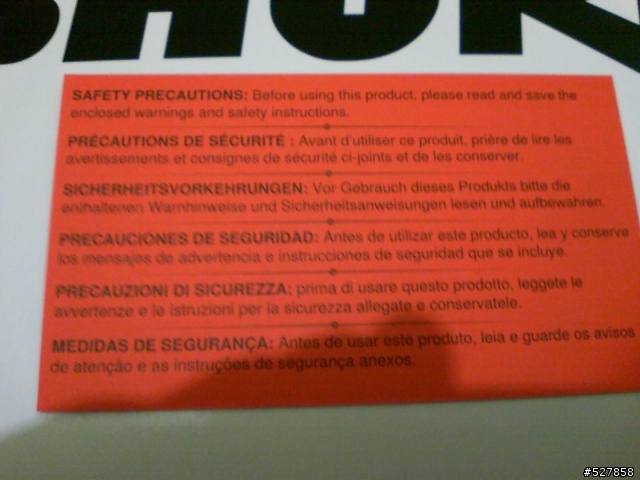 SHURE
SAFETY PRECAUTIONS: Before using this product, please read and save the
enclosed warnings and safety instructions.
PRÉCAUTIONS DE SÉCURITÉ : Avant d'utiliser ce produit, prière de lire les
avertissements et consignes de sécurité ci-joints et de les conserver.
SICHERHEITSVORKEHRUNGEN: Vor Gebrauch dieses Produkts bitte die
enthaltenen Warnhinweise und Sicherheitsanweisungen lesen und aufbewahren.
PRECAUCIONES DE SEGURIDAD: Antes de utilizar este producto, lea y conserve
los mensajes de advertencia e instrucciones de seguridad que se incluye.
PRECAUZIONI DI SICUREZZA: prima di usare questo prodotto, leggete le
avvertenze e le istruzioni per la sicurezza allegate e conservatele.
MEDIDAS DE SEGURANÇA: Antes de usar este produto, leia e guarde os avisos
de atenção e as instruções de segurança anexos.
#527858